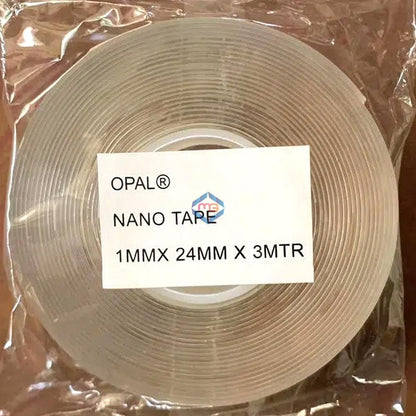 OPAL®
NANO TAPE
1MMX 24MM X 3MTR